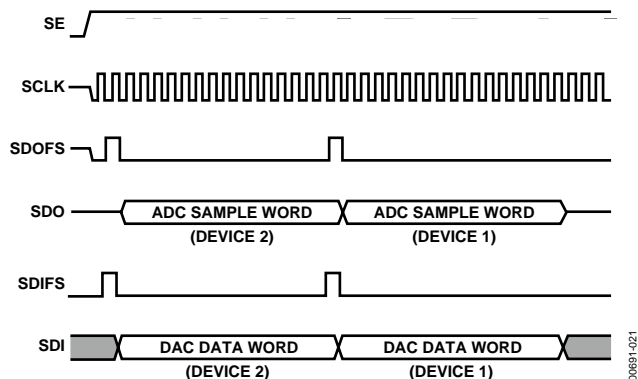 SE
SCLK
SDOFS
SDO
ADC SAMPLE WORD
(DEVICE 2)
ADC SAMPLE WORD
(DEVICE 1)
SDIFS
SDI
DAC DATA WORD
(DEVICE 2)
DAC DATA WORD
(DEVICE 1)
00691-021